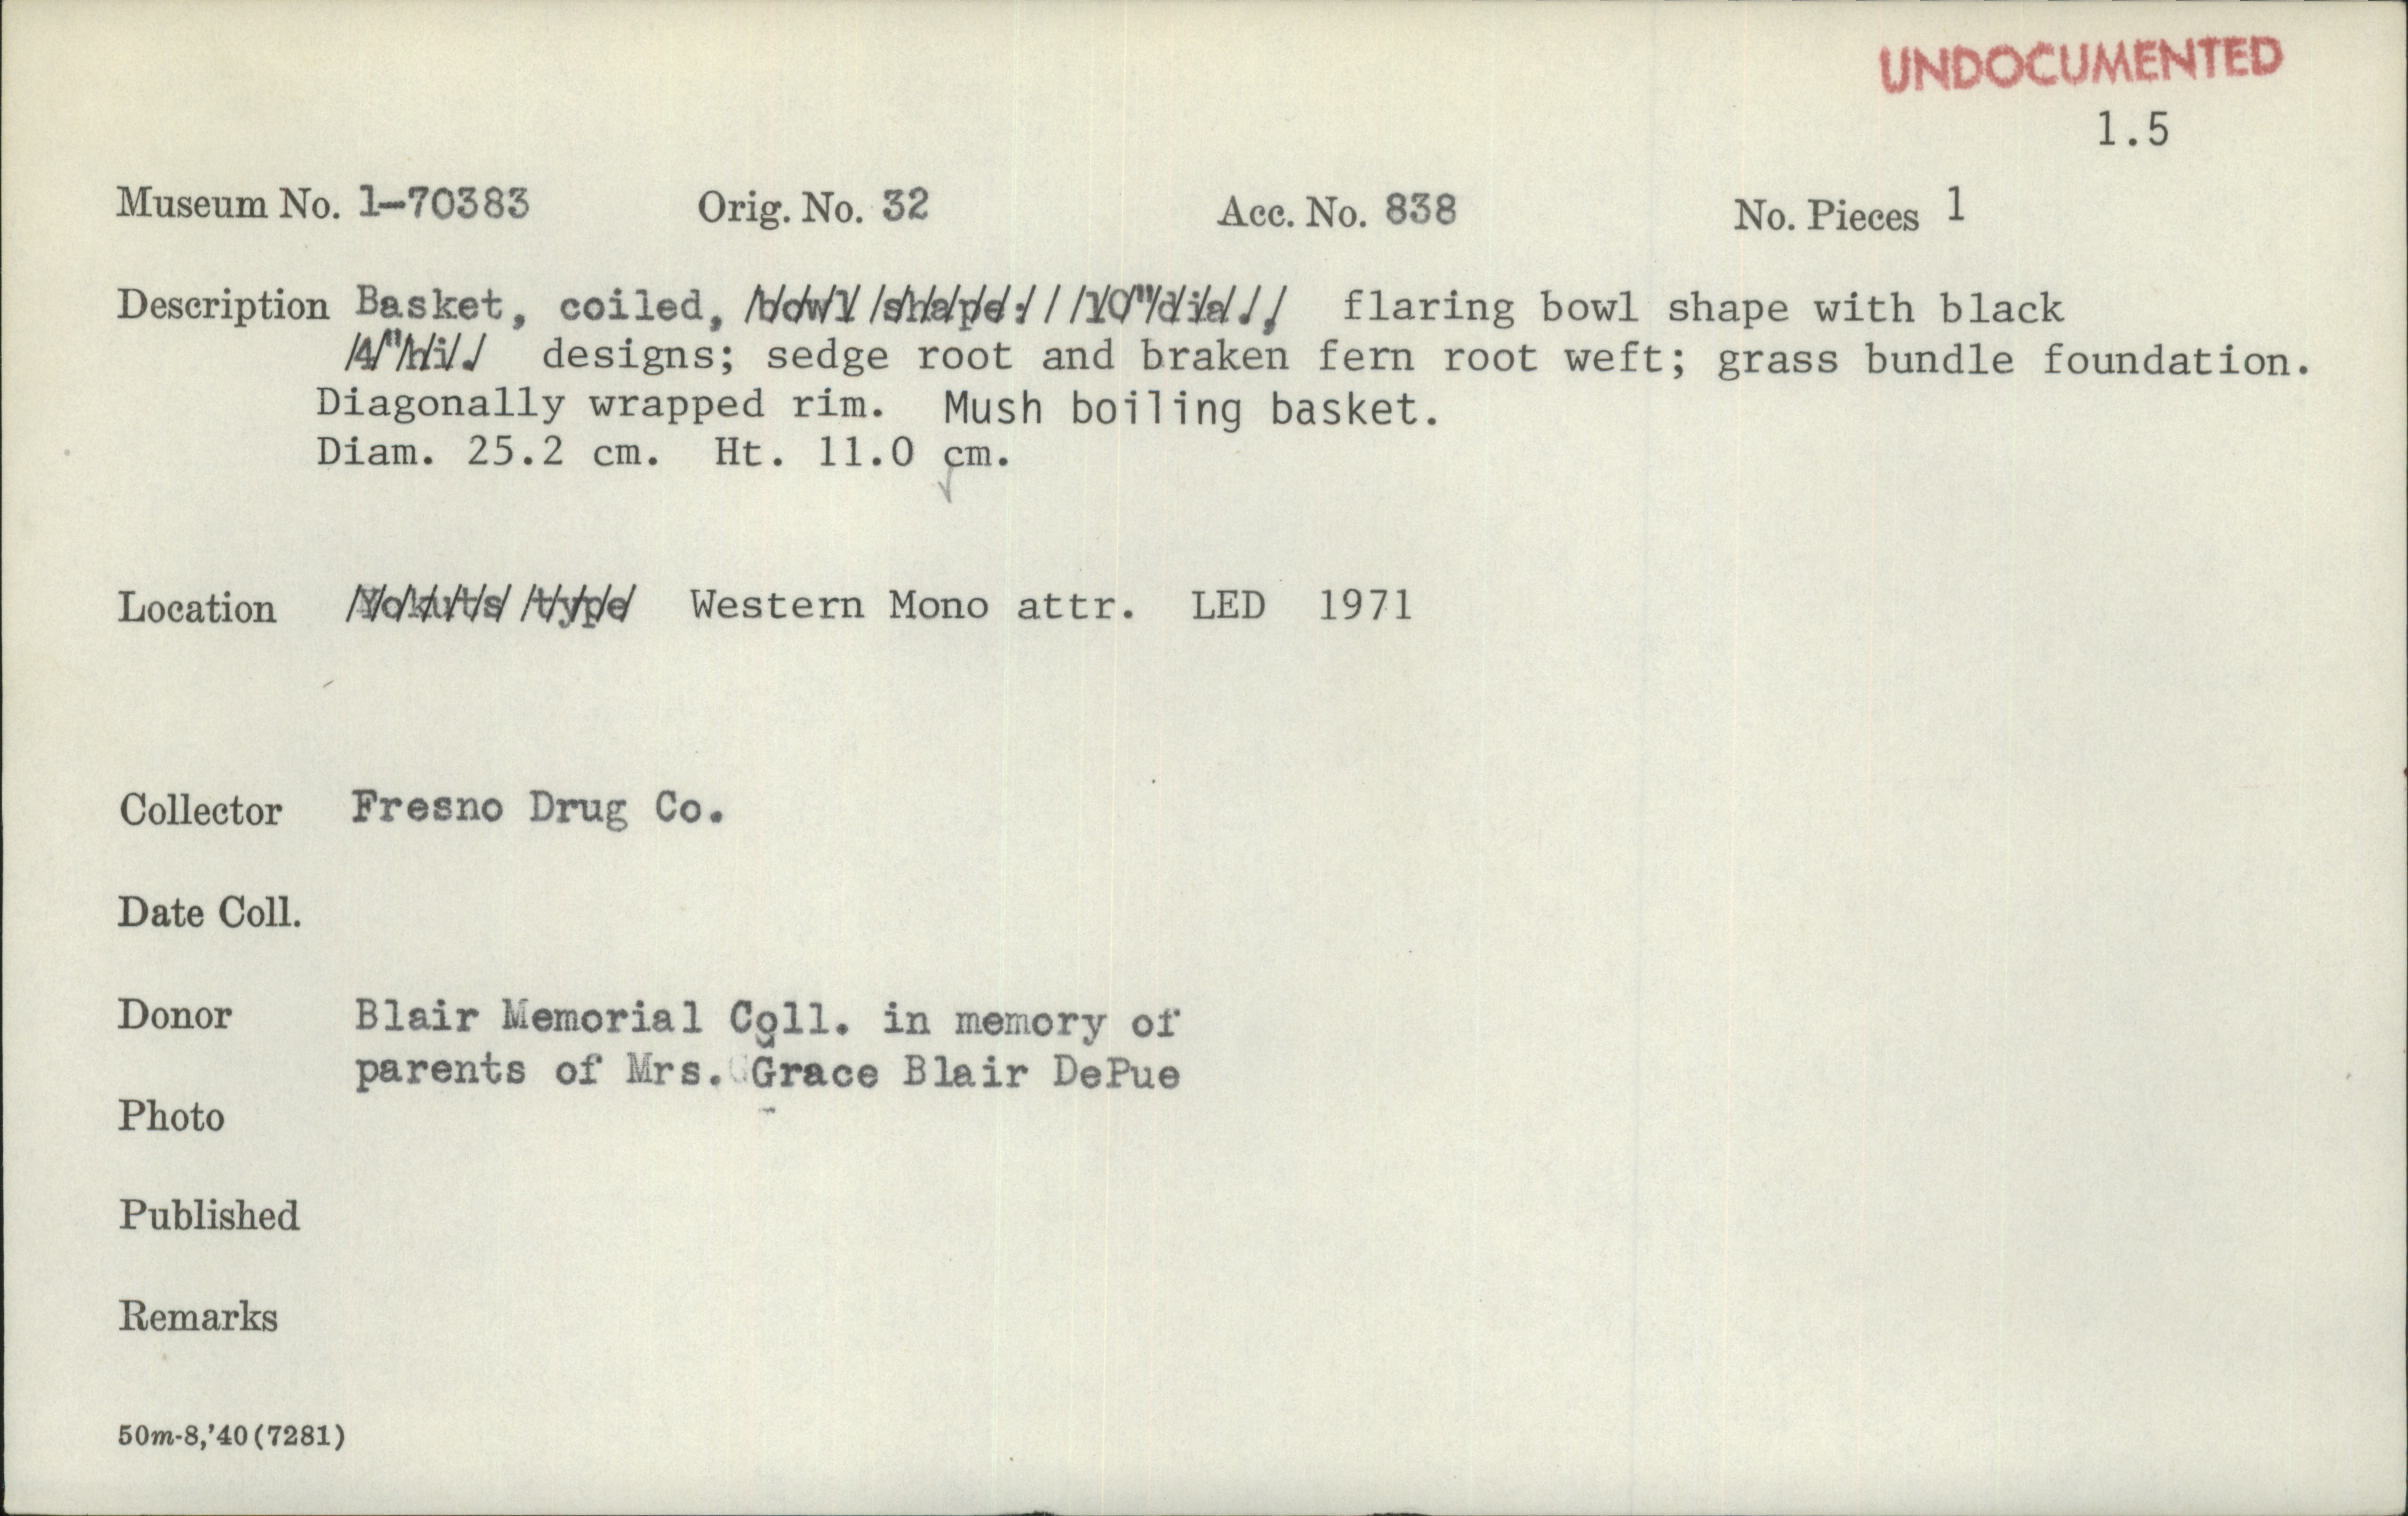 UNDOCUMENTED
1.5
Museum No. 1-70383 Orig. No. 32 Acc. No. 838 No. Pieces 1
Description Basket, coiled, bowl shape: 10" dia., flaring bowl shape with black
4" hi. designs; sedge root and braken fern root weft; grass bundle foundation.
Diagonally wrapped rim. Mush boiling basket.
Diam. 25.2 cm. Ht. 11.0 cm.
Location Yokuts type Western Mono attr. LED 1971
Collector Fresno Drug Co.
Date Coll.
Donor Blair Memorial Coll. in memory of
parents of Mrs. Grace Blair DePue
Photo
Published
Remarks
50m-8,'40(7281)